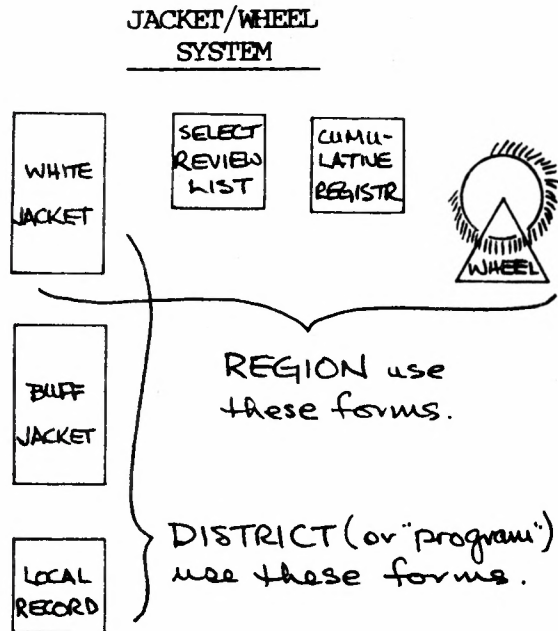 JACKET/WHEEL
SYSTEM
WHITE
JACKET
SELECT
REVIEW
LIST
CUMU-
LATIVE
REGISTR
WHEEL
REGION use
these forms.
BUFF
JACKET
DISTRICT (or "program")
use these forms.
LOCAL
RECORD